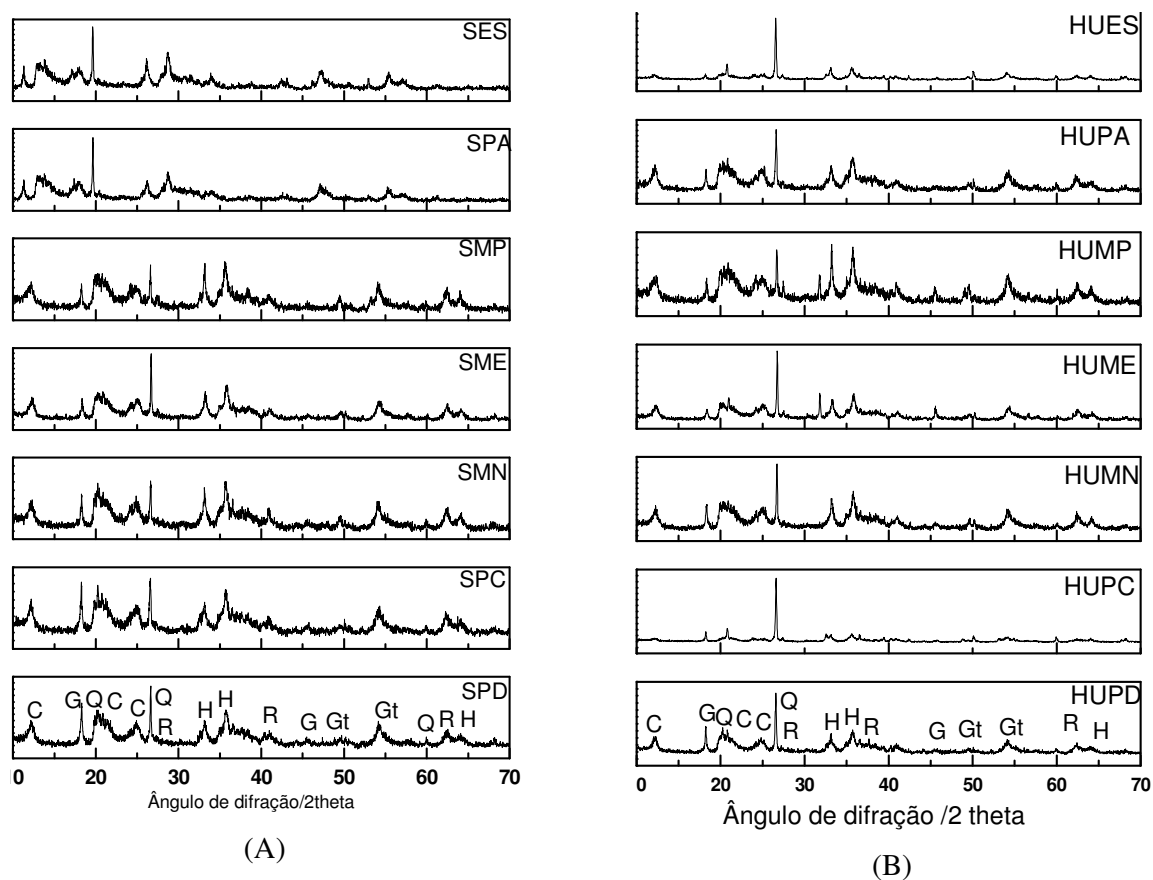 SES
SPA
SMP
SME
SMN
SPC
SPD
C G Q C C Q R H H R G Gt Gt Q R H
10 20 30 40 50 60 70
Ângulo de difração/2theta
(A)
HUES
HUPA
HUMP
HUME
HUMN
HUPC
HUPD
C G Q C C Q R H H R G Gt Gt R H
0 20 30 40 50 60 70
Ângulo de difração /2 theta
(B)